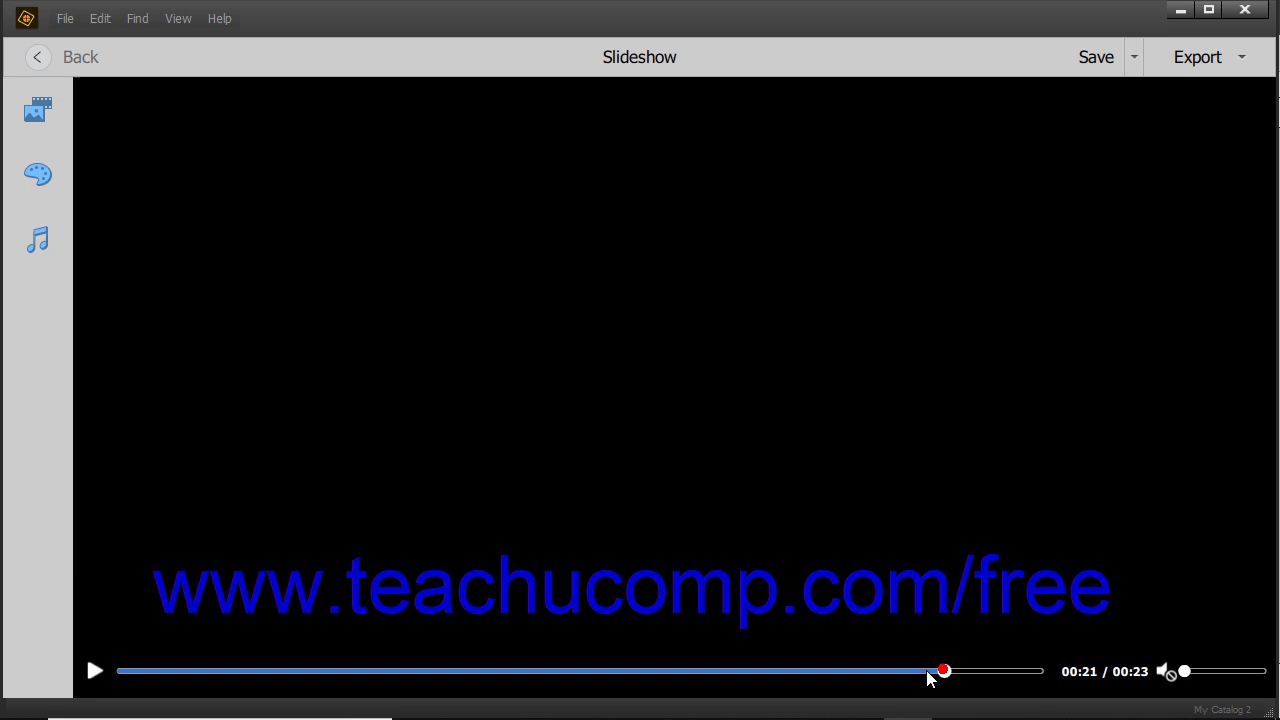 File Edit Find View Help
Back Slideshow Save Export
www.teachucomp.com/free
00:21 / 00:23
My Catalog 2